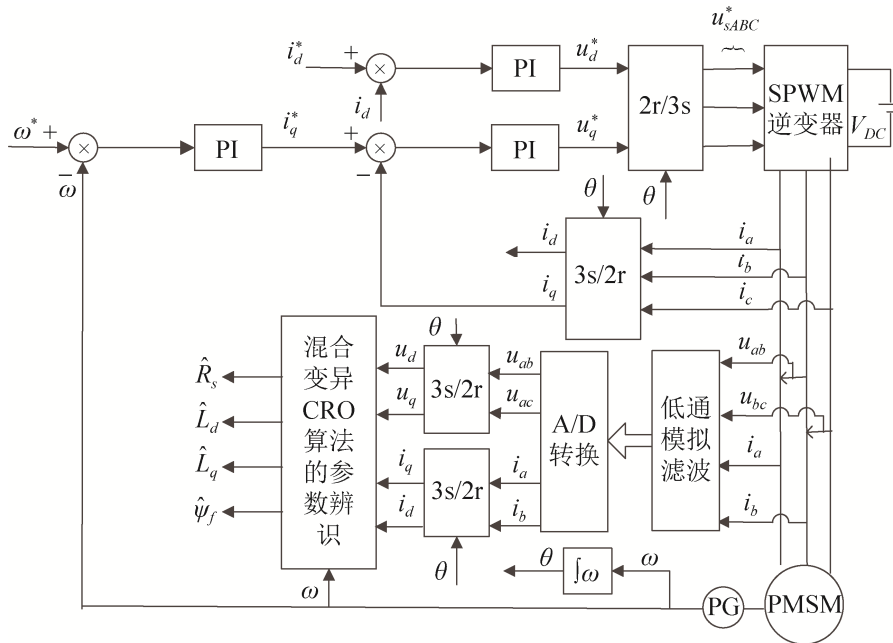 u*sABC
i*d
+
×
PI
u*d
2r/3s
SPWM
逆变器
VDC
id
ω*
+
×
−
ω
PI
i*q
+
×
−
PI
u*q
θ
θ
id
iq
3s/2r
ia
ib
ic
R̂s
L̂d
L̂q
ψ̂f
混合
变异
CRO
算法
的参
数辨
识
θ
ud
uq
3s/2r
uab
uac
iq
id
3s/2r
ia
ib
θ
A/D
转换
低通
模拟
滤波
uab
ubc
ia
ib
θ
∫ω
ω
ω
PG
PMSM